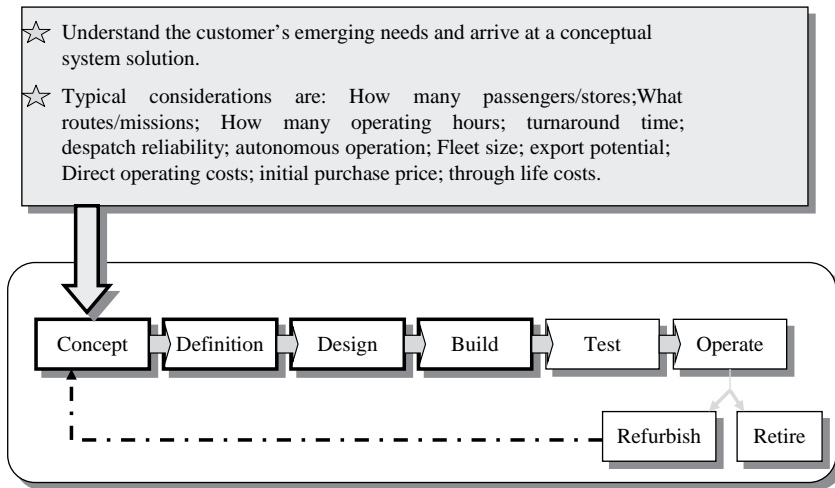 Understand the customer’s emerging needs and arrive at a conceptual
system solution.
Typical considerations are: How many passengers/stores;What
routes/missions; How many operating hours; turnaround time;
despatch reliability; autonomous operation; Fleet size; export potential;
Direct operating costs; initial purchase price; through life costs.
Concept
Definition
Design
Build
Test
Operate
Refurbish
Retire